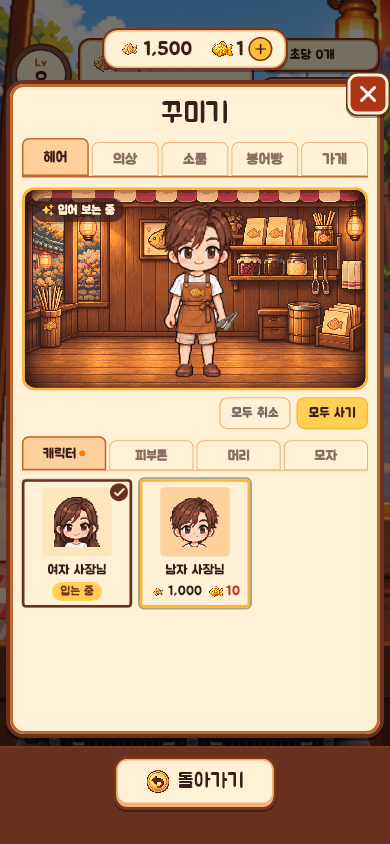 1,500 1 +
Lv
초당 0개
꾸미기
헤어 의상 소품 붕어빵 가게
입어 보는 중
모두 취소 모두 사기
캐릭터 피부톤 머리 모자
여자 사장님
입는 중
남자 사장님
1,000 10
돌아가기